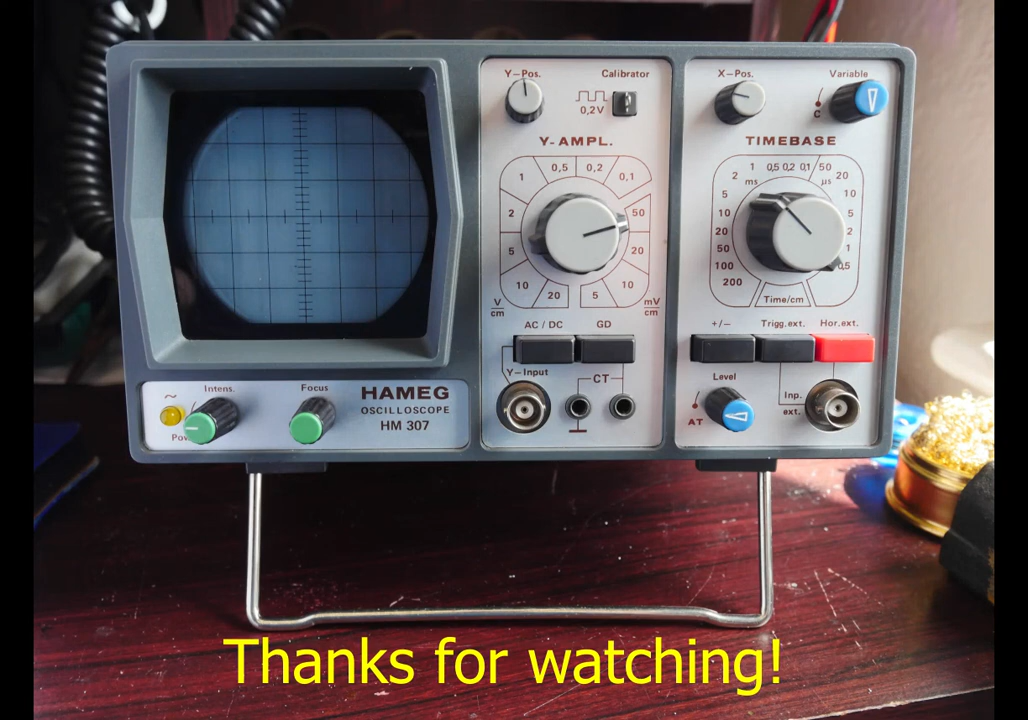 Y-Pos.
Calibrator
0,2V
Y-AMPL.
0,5
0,2
1
0,1
2
50
5
20
10
10
20
5
V
cm
mV
cm
AC / DC
GD
Y-Input
CT
X-Pos.
Variable
C
TIMEBASE
1
0,5
0,2
0,1
50
2
ms
µs
20
5
10
10
5
20
2
50
1
100
0,5
200
Time/cm
+/−
Trigg.ext.
Hor.ext.
Level
AT
Inp.
ext.
~
Intens.
Focus
HAMEG
OSCILLOSCOPE
HM 307
Thanks for watching!